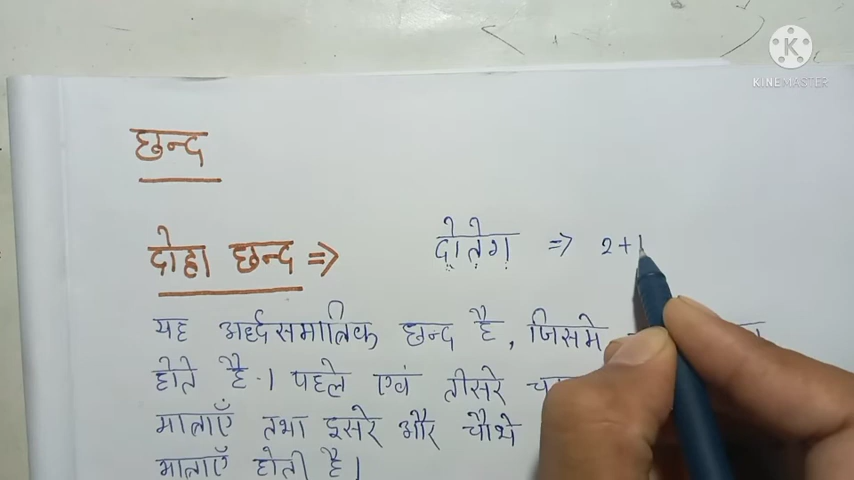 K
KINEMASTER
छन्द
दोहा छन्द => दोतेग => 2+1
यह अर्द्धसमात्रिक छन्द है, जिसमे
होते है। पहले एवं तीसरे
मात्राएँ तथा दूसरे और चौथे
मात्राएँ होती है।